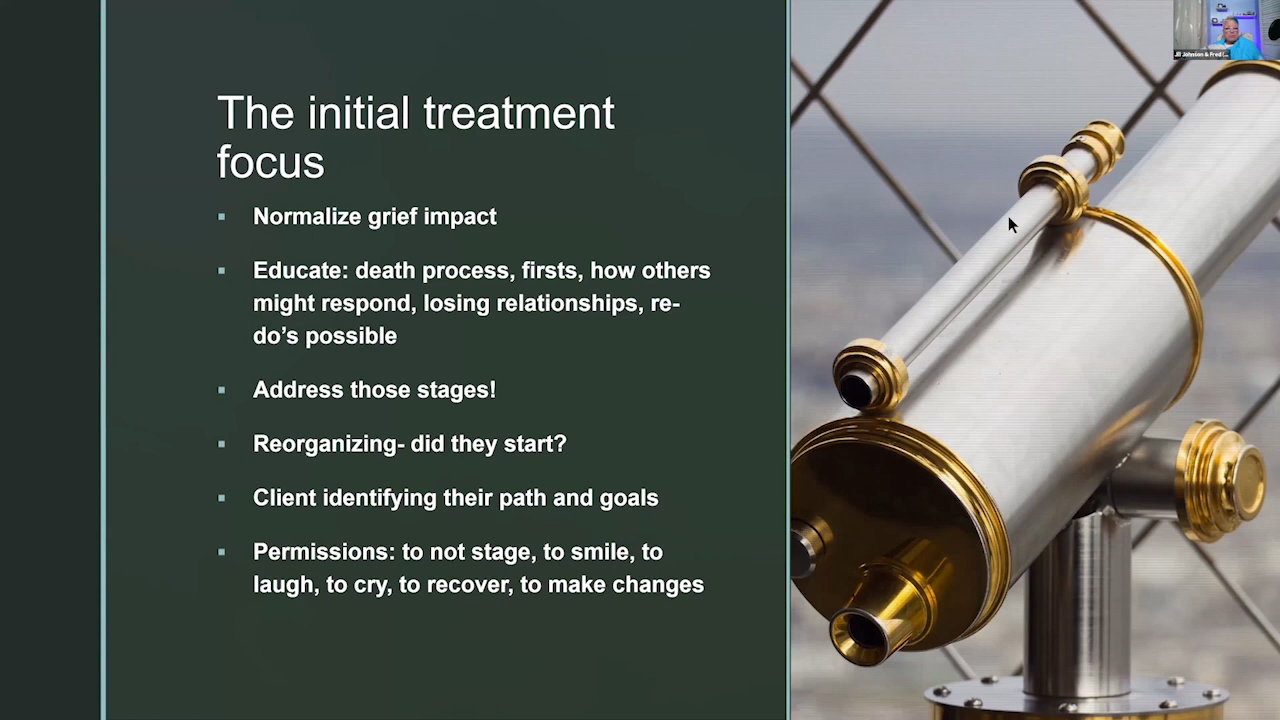 The initial treatment
focus
Normalize grief impact
Educate: death process, firsts, how others
might respond, losing relationships, re-
do’s possible
Address those stages!
Reorganizing- did they start?
Client identifying their path and goals
Permissions: to not stage, to smile, to
laugh, to cry, to recover, to make changes
Johnson & Fred (...